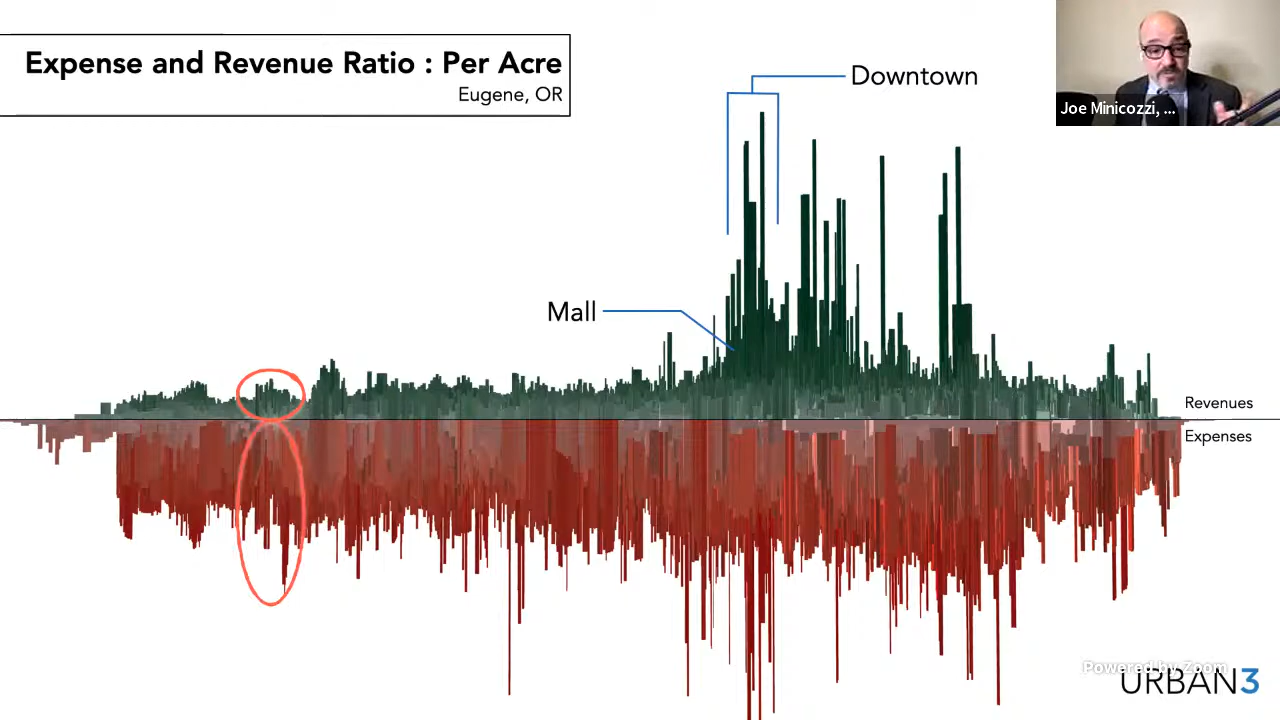 Expense and Revenue Ratio : Per Acre
Eugene, OR
Downtown
Joe Minicozzi, ...
Mall
Revenues
Expenses
Powered by Zoom
URBAN3